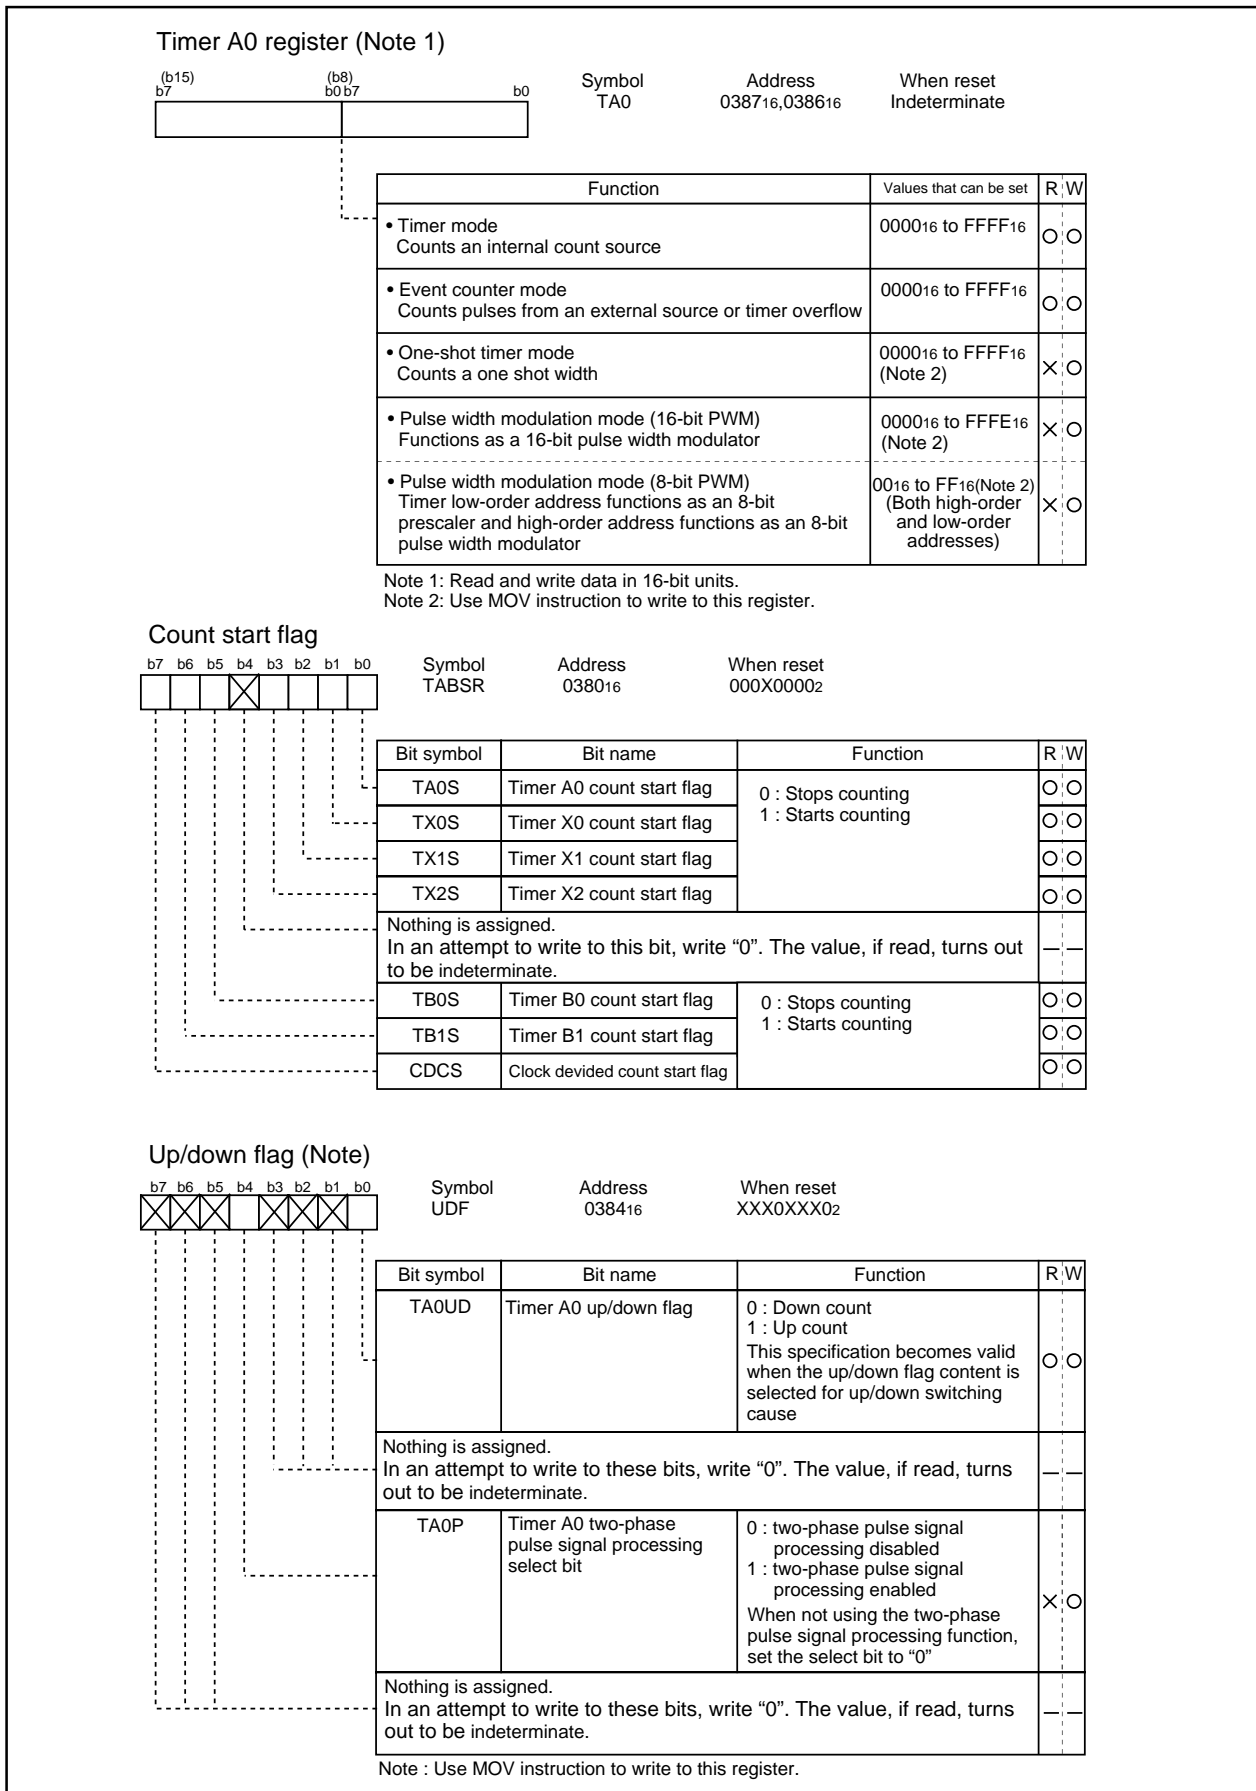 Timer A0 register (Note 1)
(b15) (b8)
b7 b0 b7 b0
Symbol Address When reset
TA0 038716,038616 Indeterminate
Function Values that can be set R W
• Timer mode 000016 to FFFF16
Counts an internal count source
• Event counter mode 000016 to FFFF16
Counts pulses from an external source or timer overflow
• One-shot timer mode 000016 to FFFF16
Counts a one shot width (Note 2)
• Pulse width modulation mode (16-bit PWM) 000016 to FFFE16
Functions as a 16-bit pulse width modulator (Note 2)
• Pulse width modulation mode (8-bit PWM) 0016 to FF16(Note 2)
Timer low-order address functions as an 8-bit (Both high-order
prescaler and high-order address functions as an 8-bit and low-order
pulse width modulator addresses)
Note 1: Read and write data in 16-bit units.
Note 2: Use MOV instruction to write to this register.
Count start flag
b7 b6 b5 b4 b3 b2 b1 b0
Symbol Address When reset
TABSR 038016 000X00002
Bit symbol Bit name Function R W
TA0S Timer A0 count start flag 0 : Stops counting
TX0S Timer X0 count start flag 1 : Starts counting
TX1S Timer X1 count start flag
TX2S Timer X2 count start flag
Nothing is assigned.
In an attempt to write to this bit, write “0”. The value, if read, turns out
to be indeterminate.
TB0S Timer B0 count start flag 0 : Stops counting
TB1S Timer B1 count start flag 1 : Starts counting
CDCS Clock devided count start flag
Up/down flag (Note)
b7 b6 b5 b4 b3 b2 b1 b0
Symbol Address When reset
UDF 038416 XXX0XXX02
Bit symbol Bit name Function R W
TA0UD Timer A0 up/down flag 0 : Down count
1 : Up count
This specification becomes valid
when the up/down flag content is
selected for up/down switching
cause
Nothing is assigned.
In an attempt to write to these bits, write “0”. The value, if read, turns
out to be indeterminate.
TA0P Timer A0 two-phase 0 : two-phase pulse signal
pulse signal processing processing disabled
select bit 1 : two-phase pulse signal
processing enabled
When not using the two-phase
pulse signal processing function,
set the select bit to “0”
Nothing is assigned.
In an attempt to write to these bits, write “0”. The value, if read, turns
out to be indeterminate.
Note : Use MOV instruction to write to this register.